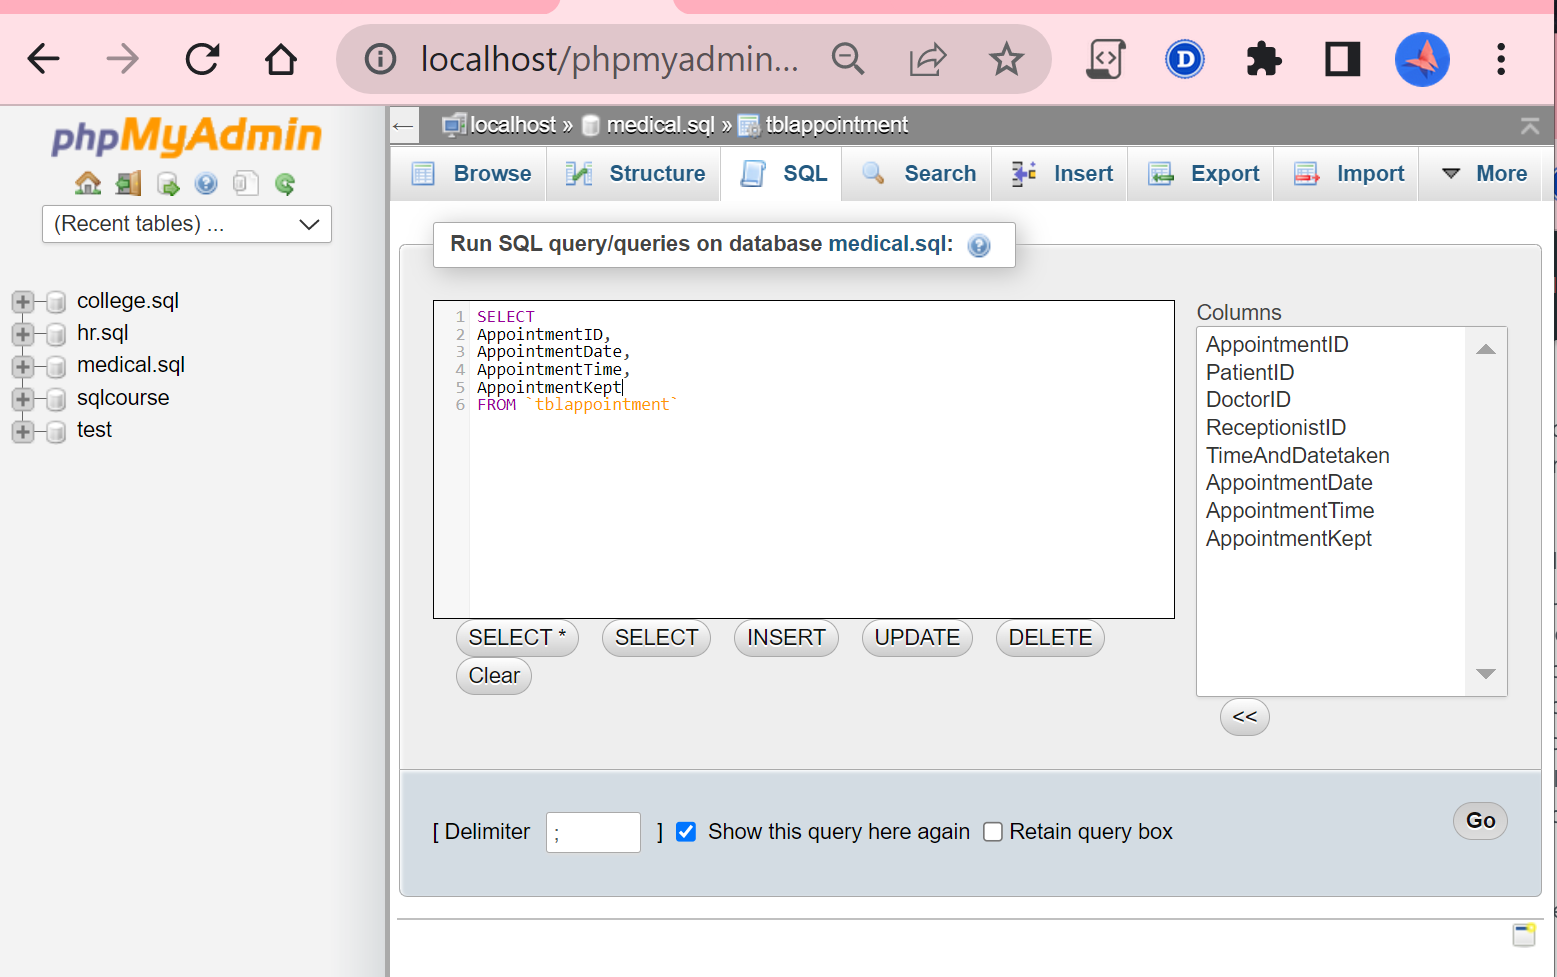 localhost/phpmyadmin...
D
phpMyAdmin
(Recent tables) ...
college.sql
hr.sql
medical.sql
sqlcourse
test
localhost » medical.sql » tblappointment
Browse Structure SQL Search Insert Export Import More
Run SQL query/queries on database medical.sql:
1 SELECT
2 AppointmentID,
3 AppointmentDate,
4 AppointmentTime,
5 AppointmentKept
6 FROM `tblappointment`
SELECT * SELECT INSERT UPDATE DELETE
Clear
Columns
AppointmentID
PatientID
DoctorID
ReceptionistID
TimeAndDatetaken
AppointmentDate
AppointmentTime
AppointmentKept
<<
[ Delimiter ; ] Show this query here again Retain query box
Go